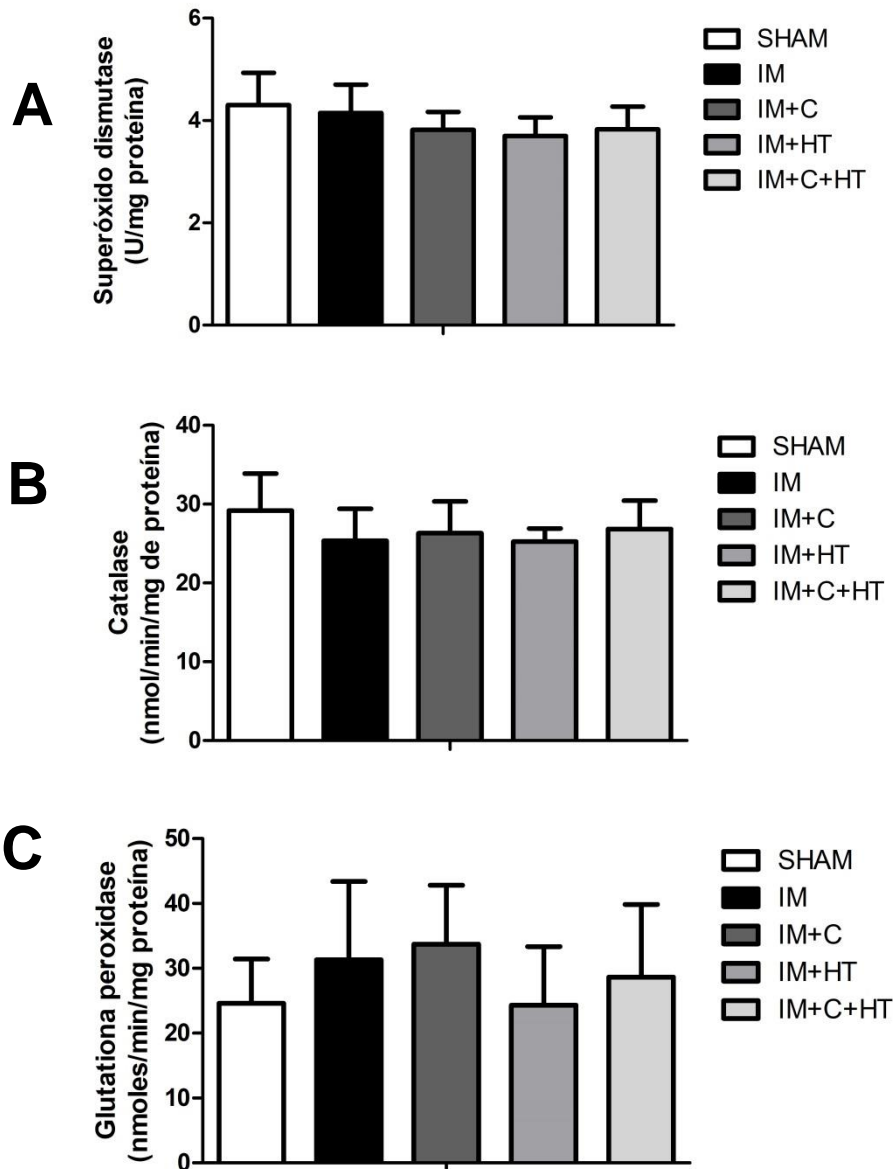 A
Superóxido dismutase
(U/mg proteína)
6
4
2
0
SHAM
IM
IM+C
IM+HT
IM+C+HT
B
Catalase
(nmol/min/mg de proteína)
40
30
20
10
0
SHAM
IM
IM+C
IM+HT
IM+C+HT
C
Glutationa peroxidase
(nmoles/min/mg proteína)
50
40
30
20
10
0
SHAM
IM
IM+C
IM+HT
IM+C+HT